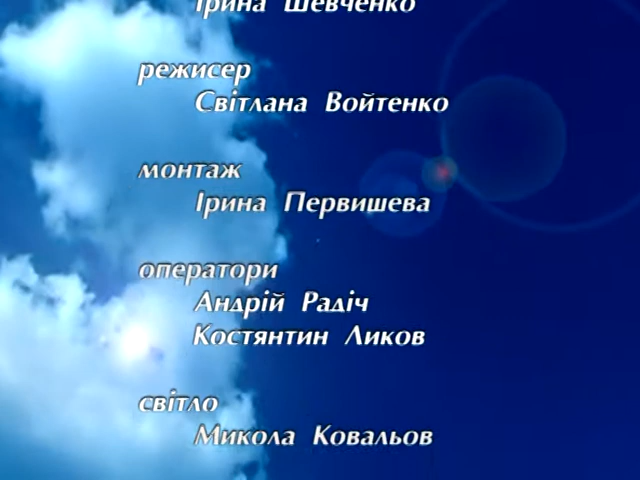 Ірина Шевченко
режисер
Світлана Войтенко
монтаж
Ірина Первишева
оператори
Андрій Радіч
Костянтин Ликов
світло
Микола Ковальов